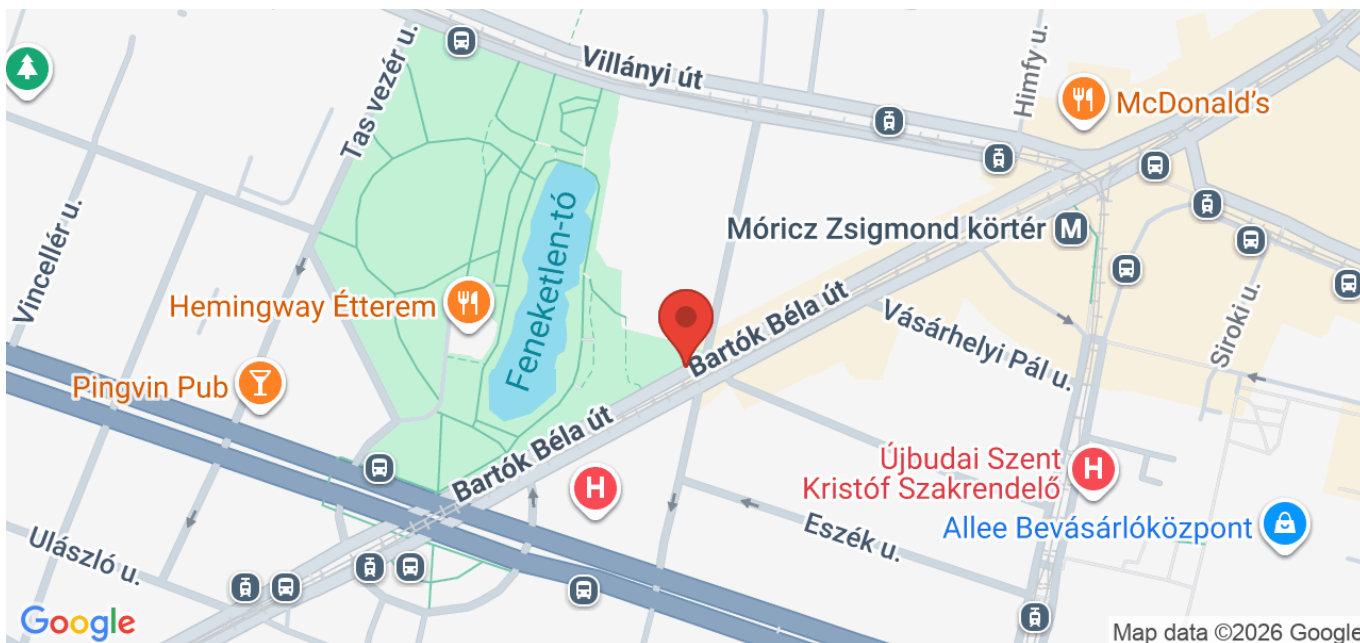 Villányi út
Himfy u.
McDonald's
Tas vezér u.
Vincellér u.
Feneketlen-tó
Móricz Zsigmond körtér
M
Hemingway Étterem
Bartók Béla út
Vásárhelyi Pál u.
Siroki u.
Pingvin Pub
Bartók Béla út
H
Újbudai Szent
Kristóf Szakrendelő
H
Eszék u.
Allee Bevásárlóközpont
Ulászló u.
Google
Map data ©2026 Google